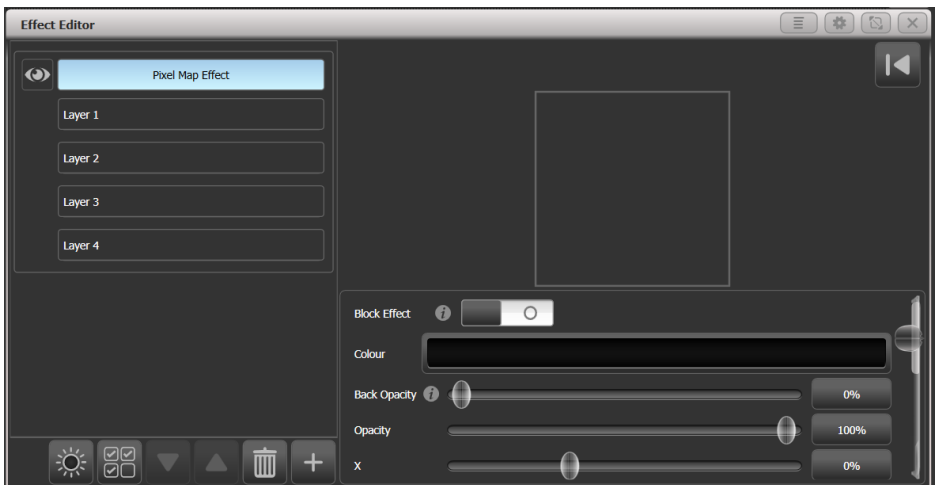 Effect Editor
Pixel Map Effect
Layer 1
Layer 2
Layer 3
Layer 4
Block Effect
Colour
Back Opacity 0%
Opacity 100%
X 0%